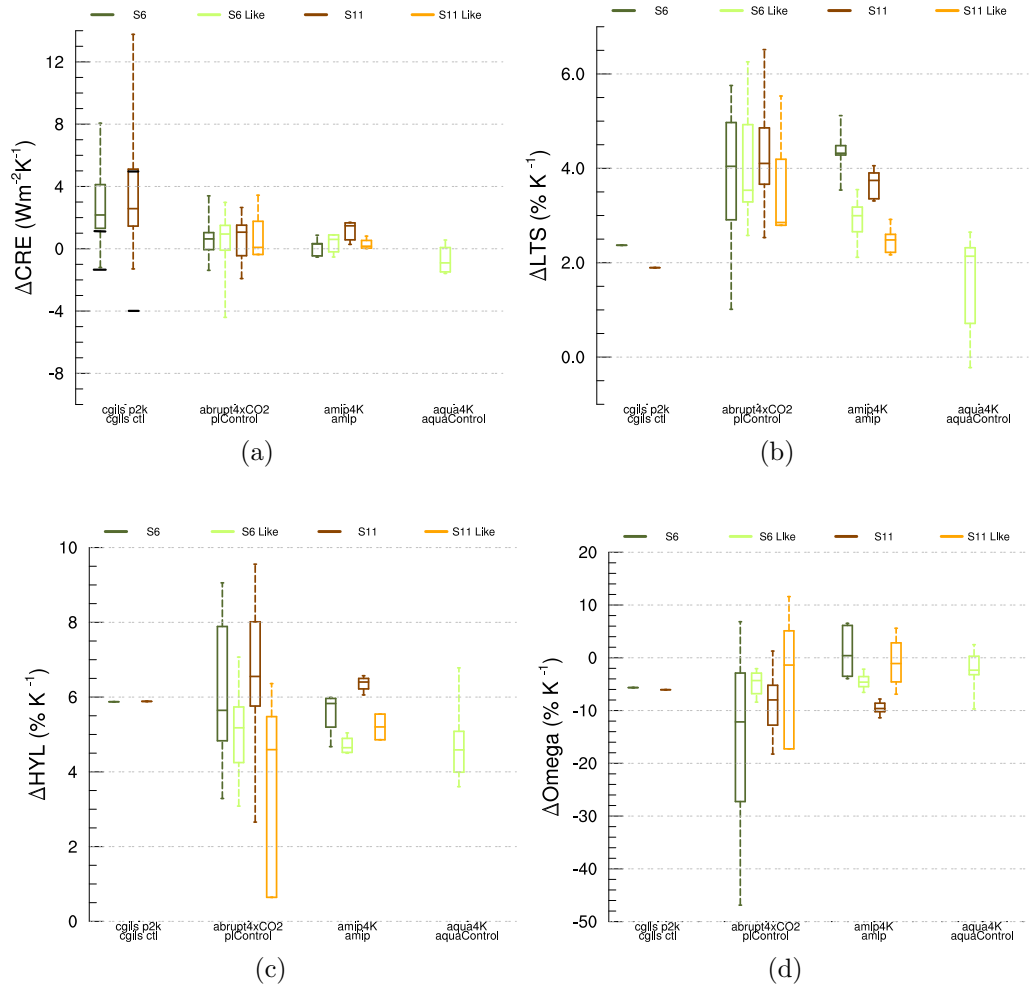 S6 S6 Like S11 S11 Like
12
8
4
0
-4
-8
ΔCRE (Wm⁻²K⁻¹)
cgils p2k abrupt4xCO2 amip4K aqua4K
cgils ctl piControl amip aquaControl
(a)
S6 S6 Like S11 S11 Like
6.0
4.0
2.0
0.0
ΔLTS (% K⁻¹)
cgils p2k abrupt4xCO2 amip4K aqua4K
cgils ctl piControl amip aquaControl
(b)
S6 S6 Like S11 S11 Like
10
8
6
4
2
0
ΔHYL (% K⁻¹)
cgils p2k abrupt4xCO2 amip4K aqua4K
cgils ctl piControl amip aquaControl
(c)
S6 S6 Like S11 S11 Like
20
10
0
-10
-20
-30
-40
-50
ΔOmega (% K⁻¹)
cgils p2k abrupt4xCO2 amip4K aqua4K
cgils ctl piControl amip aquaControl
(d)